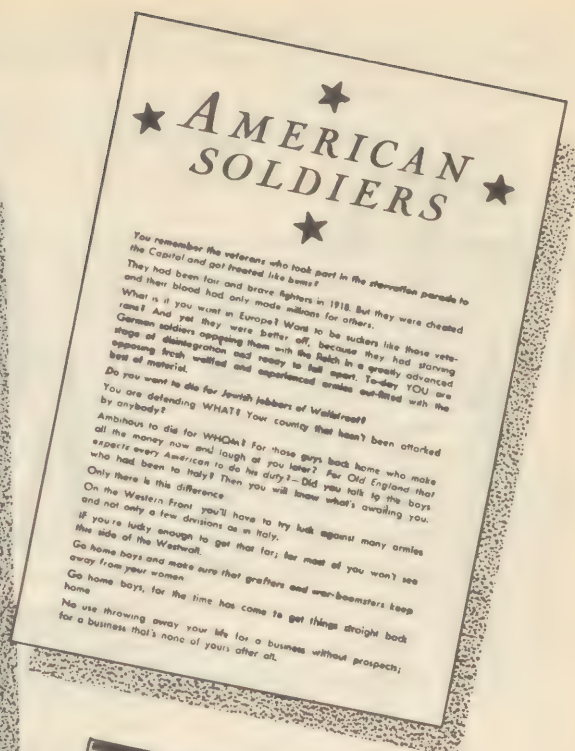 AMERICAN
SOLDIERS
You remember the veterans who took part in the starvation parade to
the Capitol and got treated like bums?
They had been fair and brave fighters in 1918. But they were cheated
and their blood had only made millions for others.
What is it you want in Europe? Want to be suckers like those vete-
rans? And yet they were better off, because they had starving
German soldiers opposing them with the Reich in a greatly advanced
stage of disintegration and ready to fall apart. To-day YOU are
opposing fresh wellfed and experienced armies out-fitted with the
best of material.
Do you want to die for Jewish jobbers of Wallstreet?
You are defending WHAT? Your country that hasn't been attacked
by anybody?
Ambitious to die for WHOM? For those guys back home who make
all the money now and laugh at you later? For Old England that
expects every American to do his duty? — Did you talk to the boys
who had been to Italy? Then you will know what's awaiting you.
Only there is this difference
On the Western Front you'll have to try luck against many armies
and not only a few divisions as in Italy.
If you're lucky enough to get that far; for most of you won't see
this side of the Westwall.
Go home boys and make sure that grafters and war-boomsters keep
away from your women
Go home boys, for the time has come to get things straight back
home
No use throwing away your life for a business without prospects;
for a business that's none of yours after all.